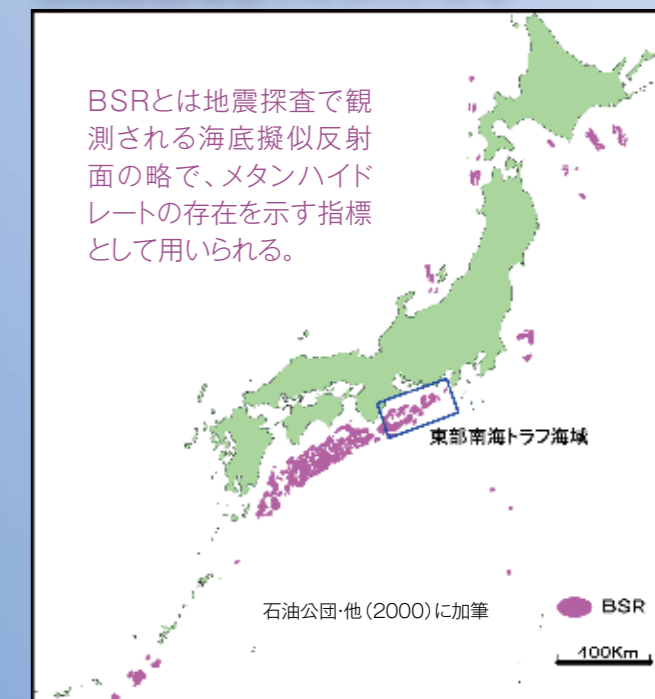 BSRとは地震探査で観
測される海底擬似反射
面の略で、メタンハイド
レートの存在を示す指標
として用いられる。
東部南海トラフ海域
石油公団・他(2000)に加筆
BSR
100Km